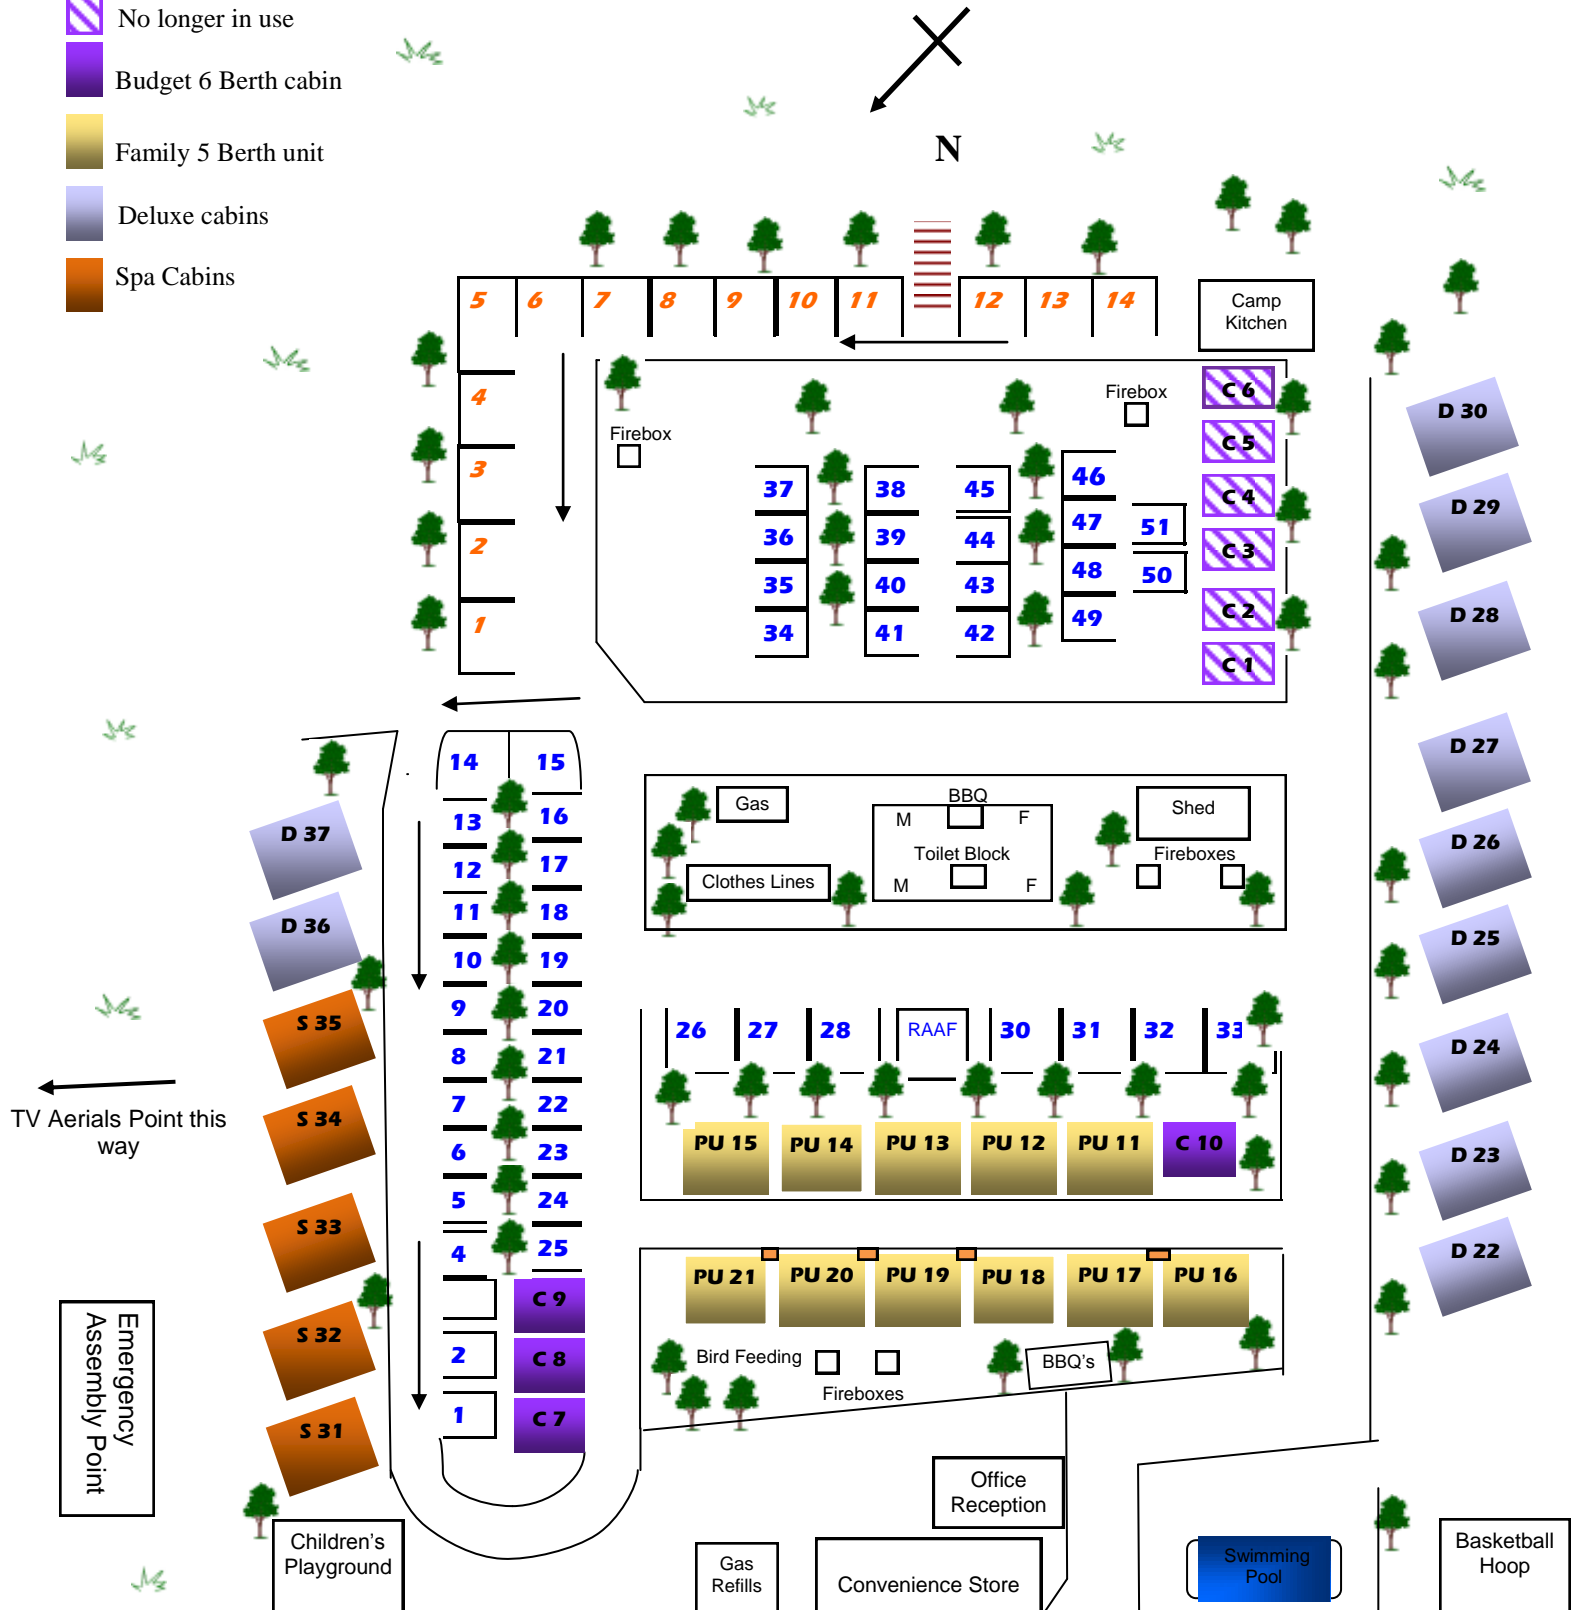 No longer in use
Budget 6 Berth cabin
Family 5 Berth unit
Deluxe cabins
Spa Cabins
N
5 6 7 8 9 10 11 12 13 14
Camp
Kitchen
4
3
2
1
Firebox
Firebox
C 6
C 5
C 4
C 3
C 2
C 1
37 38 45 46
36 39 44 47 51
35 40 43 48 50
34 41 42 49
D 30
D 29
D 28
D 27
D 26
D 25
D 24
D 23
D 22
14 15
13 16
12 17
11 18
10 19
9 20
8 21
7 22
6 23
5 24
4 25
C 9
2 C 8
1 C 7
D 37
D 36
S 35
S 34
S 33
S 32
S 31
TV Aerials Point this
way
Emergency
Assembly Point
Gas
Clothes Lines
BBQ
M F
Toilet Block
M F
Shed
Fireboxes
26 27 28 RAAF 30 31 32 33
PU 15 PU 14 PU 13 PU 12 PU 11 C 10
PU 21 PU 20 PU 19 PU 18 PU 17 PU 16
Bird Feeding
Fireboxes
BBQ's
Office
Reception
Children's
Playground
Gas
Refills
Convenience Store
Swimming
Pool
Basketball
Hoop